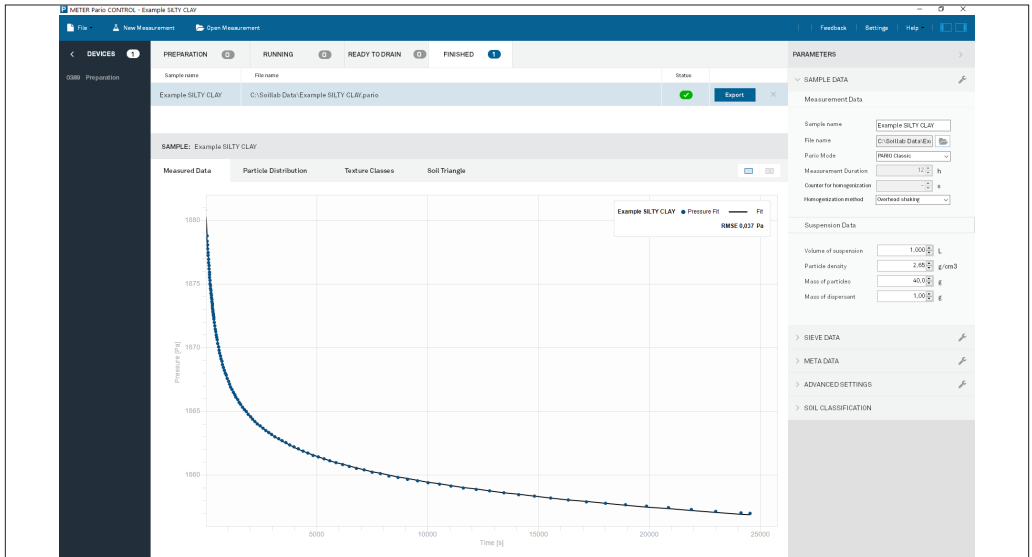 METER Pario CONTROL - Example SILTY CLAY
File New Measurement Open Measurement Feedback Settings Help
DEVICES 1
0389 Preparation
PREPARATION 0 RUNNING 0 READY TO DRAIN 0 FINISHED 1
Sample name File name Status
Example SILTY CLAY C:\Soillab Data\Example SILTY CLAY.pario Export
SAMPLE: Example SILTY CLAY
Measured Data Particle Distribution Texture Classes Soil Triangle
Example SILTY CLAY Pressure Fit Fit
RMSE 0,037 Pa
1880
1875
1870
1865
1860
Pressure [Pa]
5000 10000 15000 20000 25000
Time [s]
PARAMETERS
SAMPLE DATA
Measurement Data
Sample name Example SILTY CLAY
File name C:\Soillab Data\Exa
Pario Mode PARIO Classic
Measurement Duration 12 h
Counter for homogenization - s
Homogenization method Overhead shaking
Suspension Data
Volume of suspension 1,000 L
Particle density 2,65 g/cm3
Mass of particles 40,0 g
Mass of dispersant 1,00 g
SIEVE DATA
META DATA
ADVANCED SETTINGS
SOIL CLASSIFICATION